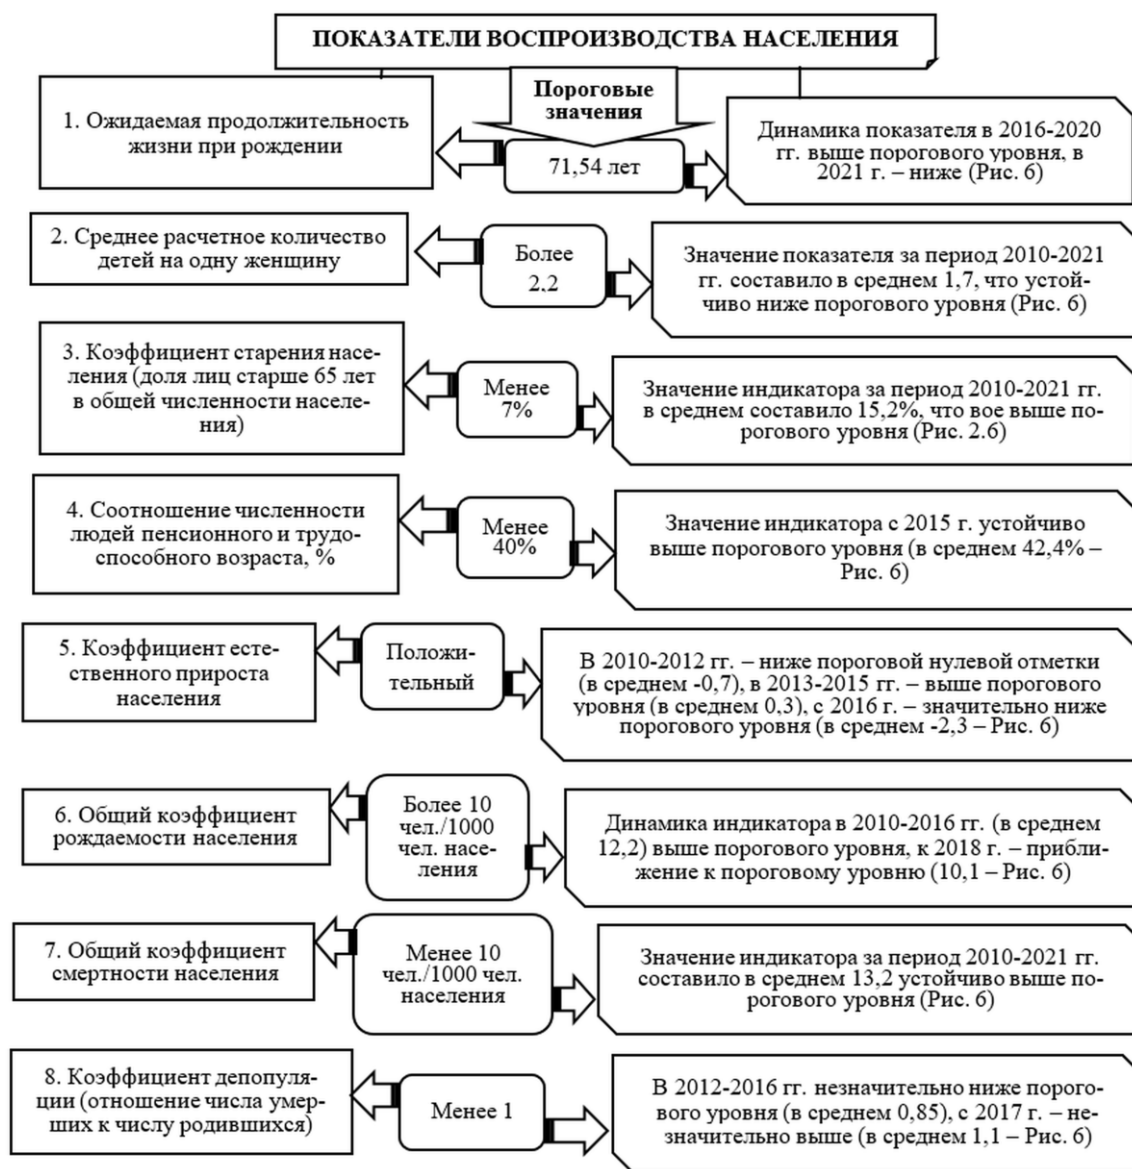 ПОКАЗАТЕЛИ ВОСПРОИЗВОДСТВА НАСЕЛЕНИЯ
Пороговые
значения
1. Ожидаемая продолжительность
жизни при рождении
71,54 лет
Динамика показателя в 2016-2020
гг. выше порогового уровня, в
2021 г. – ниже (Рис. 6)
2. Среднее расчетное количество
детей на одну женщину
Более
2,2
Значение показателя за период 2010-2021
гг. составило в среднем 1,7, что устой-
чиво ниже порогового уровня (Рис. 6)
3. Коэффициент старения насе-
ления (доля лиц старше 65 лет
в общей численности населе-
ния)
Менее
7%
Значение индикатора за период 2010-2021 гг.
в среднем составило 15,2%, что вое выше по-
рогового уровня (Рис. 2.6)
4. Соотношение численности
людей пенсионного и трудо-
способного возраста, %
Менее
40%
Значение индикатора с 2015 г. устойчиво
выше порогового уровня (в среднем 42,4% –
Рис. 6)
5. Коэффициент есте-
ственного прироста
населения
Положи-
тельный
В 2010-2012 гг. – ниже пороговой нулевой отметки
(в среднем -0,7), в 2013-2015 гг. – выше порогового
уровня (в среднем 0,3), с 2016 г. – значительно ниже
порогового уровня (в среднем -2,3 – Рис. 6)
6. Общий коэффициент
рождаемости населения
Более 10
чел./1000
чел. насе-
ления
Динамика индикатора в 2010-2016 гг. (в среднем
12,2) выше порогового уровня, к 2018 г. – прибли-
жение к пороговому уровню (10,1 – Рис. 6)
7. Общий коэффициент
смертности населения
Менее 10
чел./1000 чел.
населения
Значение индикатора за период 2010-2021 гг.
составило в среднем 13,2 устойчиво выше по-
рогового уровня (Рис. 6)
8. Коэффициент депопуля-
ции (отношение числа умер-
ших к числу родившихся)
Менее 1
В 2012-2016 гг. незначительно ниже порого-
вого уровня (в среднем 0,85), с 2017 г. – не-
значительно выше (в среднем 1,1 – Рис. 6)